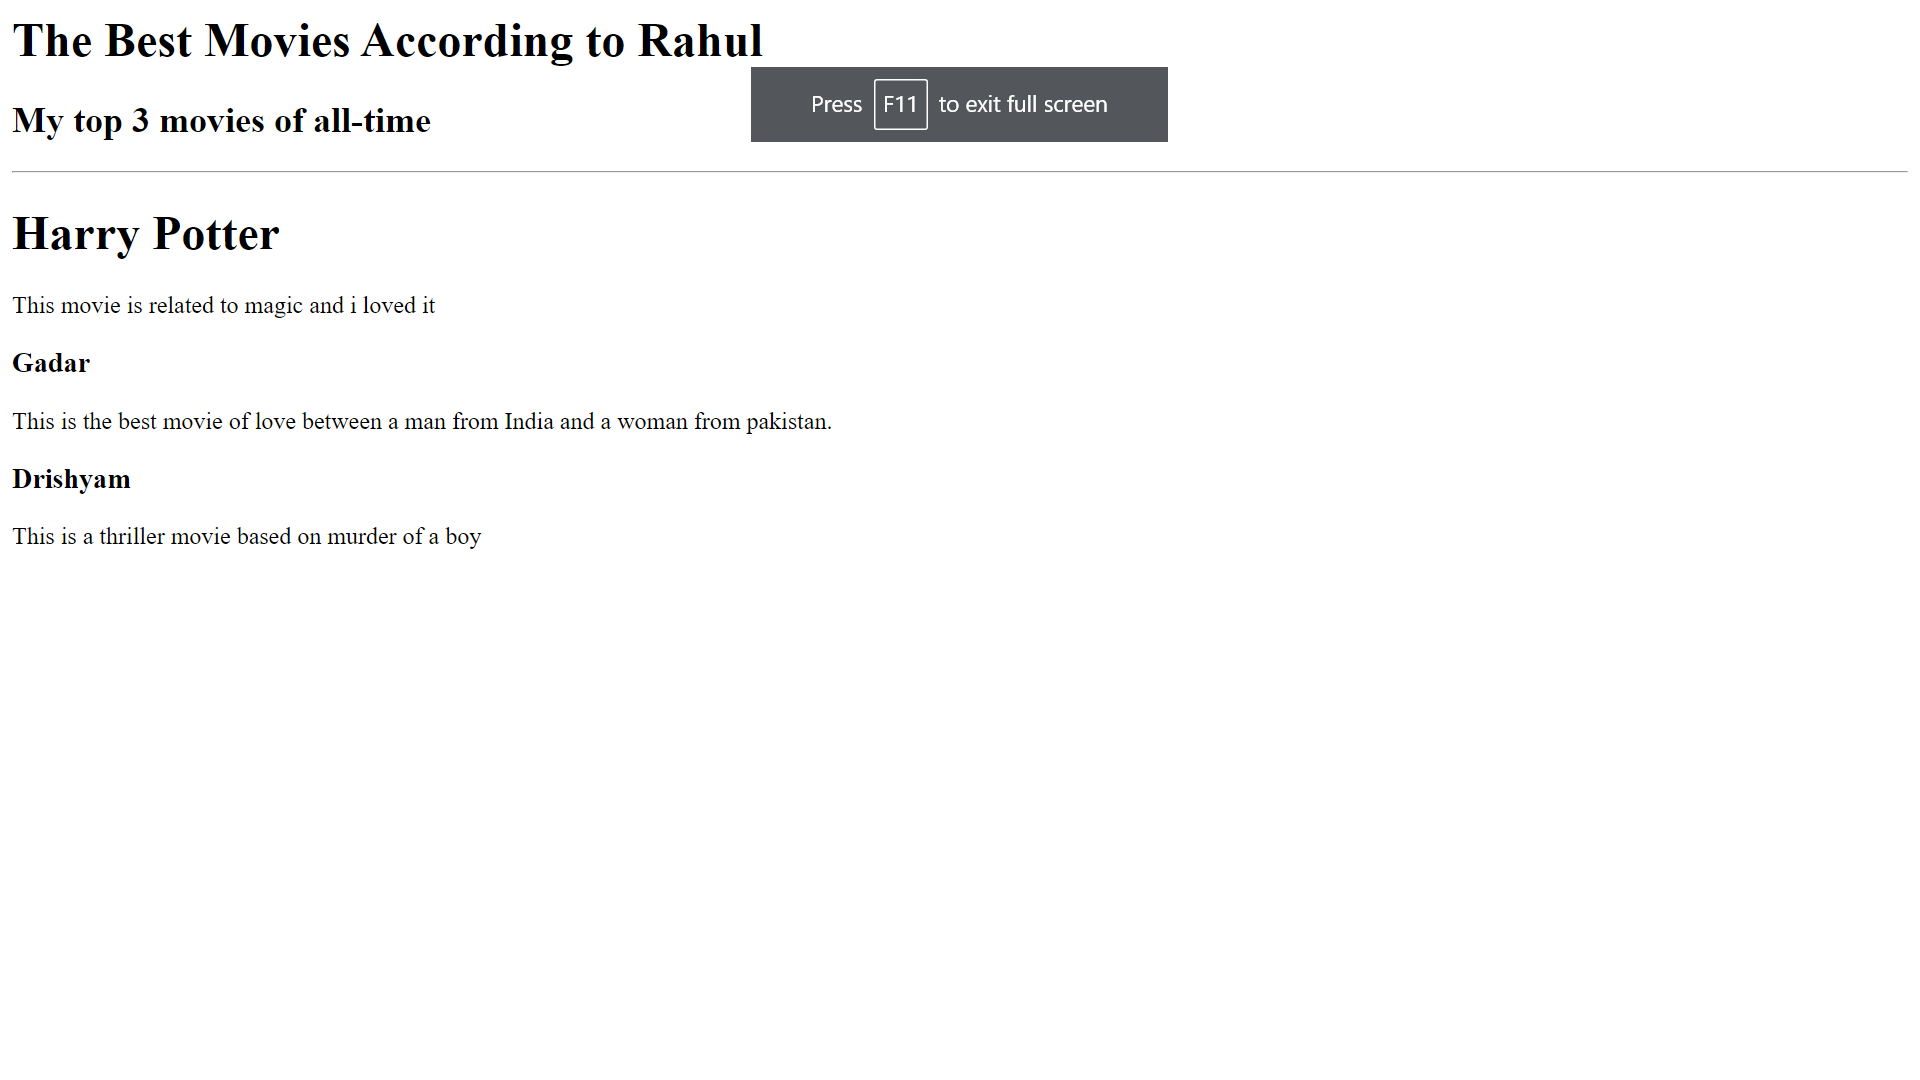 The Best Movies According to Rahul
Press F11 to exit full screen
My top 3 movies of all-time
Harry Potter
This movie is related to magic and i loved it
Gadar
This is the best movie of love between a man from India and a woman from pakistan.
Drishyam
This is a thriller movie based on murder of a boy